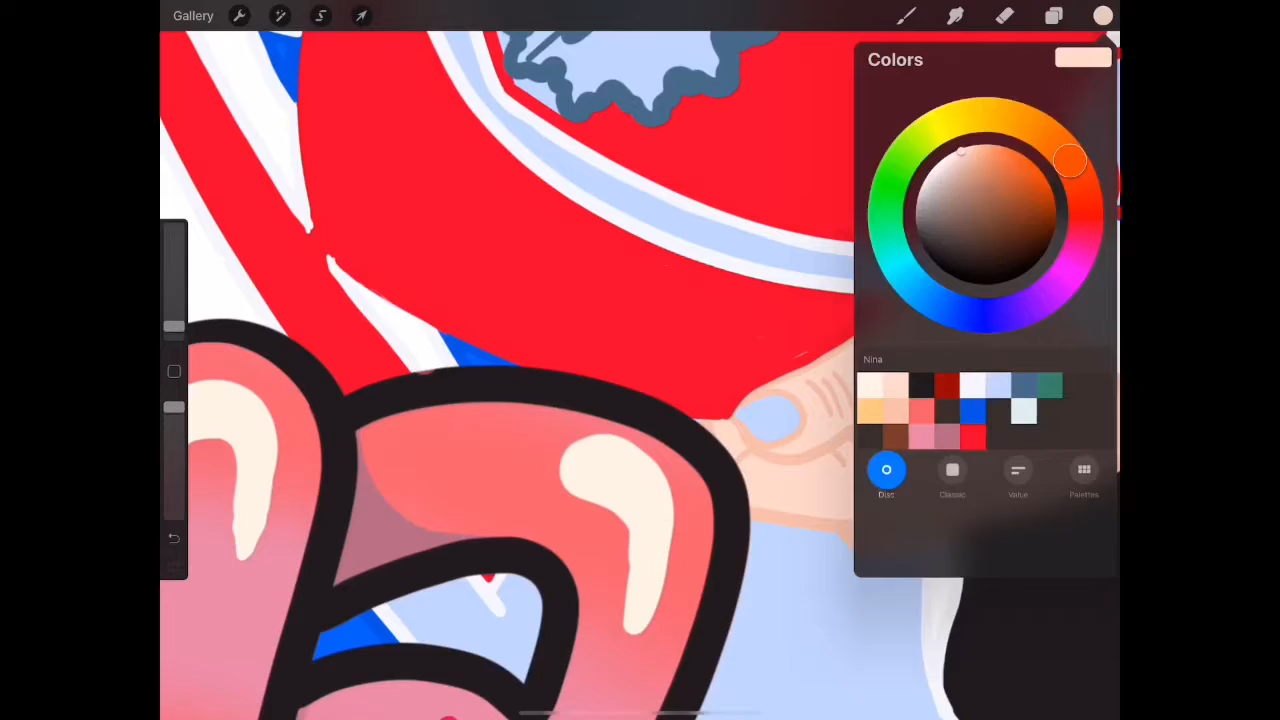 Gallery
Colors
Nina
Disc
Classic
Value
Palettes